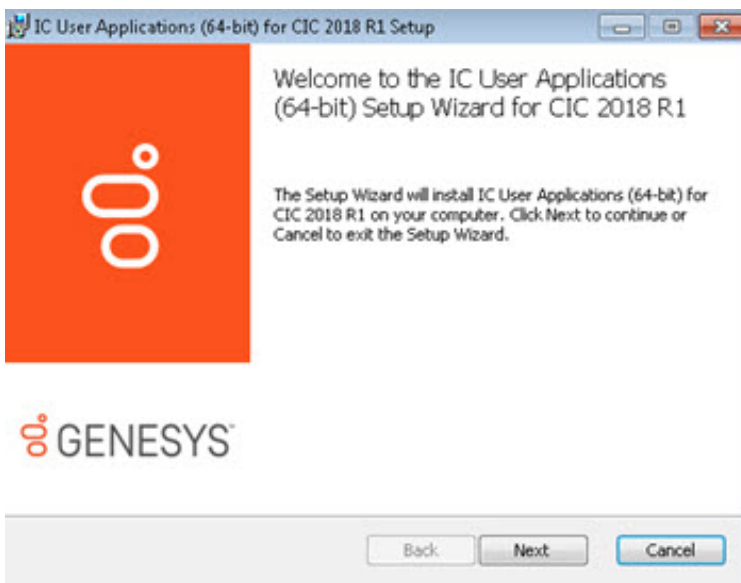 IC User Applications (64-bit) for CIC 2018 R1 Setup
Welcome to the IC User Applications
(64-bit) Setup Wizard for CIC 2018 R1
The Setup Wizard will install IC User Applications (64-bit) for
CIC 2018 R1 on your computer. Click Next to continue or
Cancel to exit the Setup Wizard.
GENESYS™
Back Next Cancel